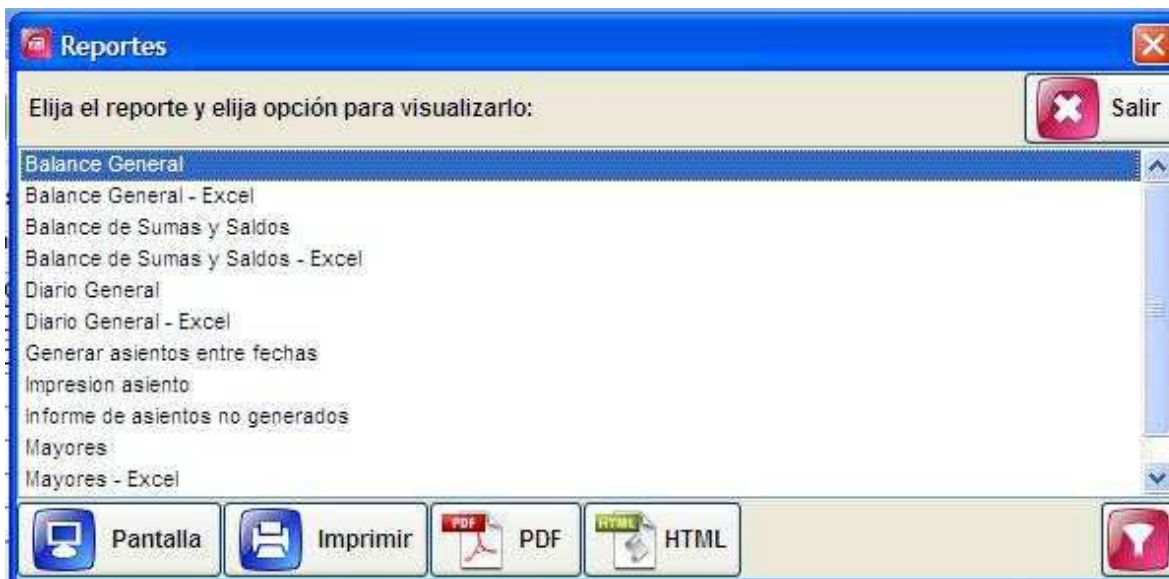 Reportes
Elija el reporte y elija opción para visualizarlo:
Salir
Balance General
Balance General - Excel
Balance de Sumas y Saldos
Balance de Sumas y Saldos - Excel
Diario General
Diario General - Excel
Generar asientos entre fechas
Impresion asiento
Informe de asientos no generados
Mayores
Mayores - Excel
Pantalla
Imprimir
PDF
PDF
HTML
HTML